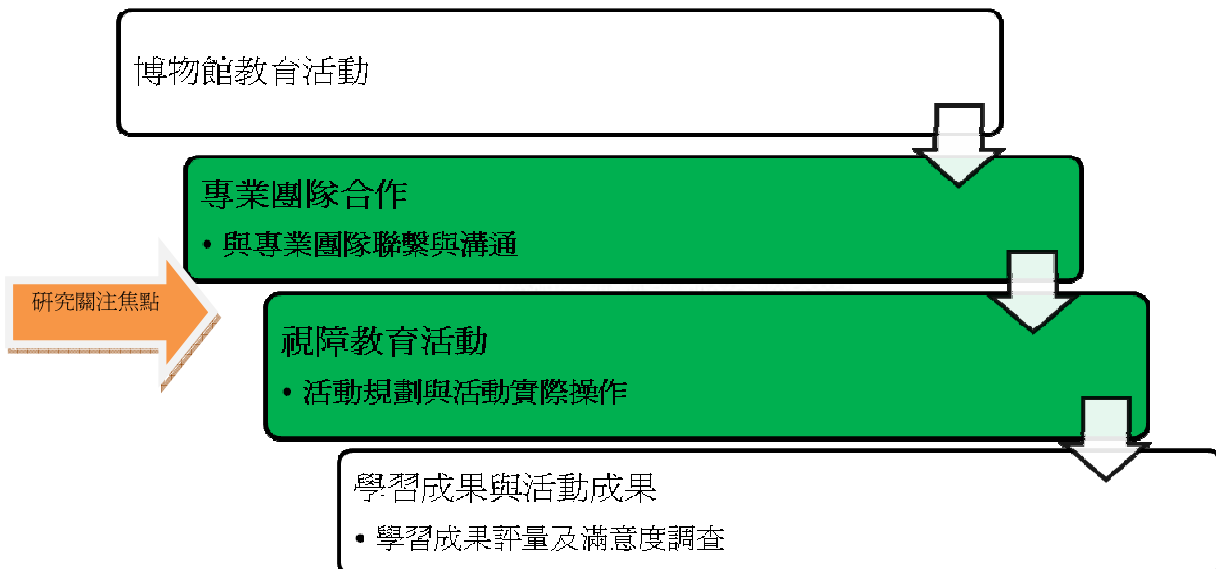 博物館教育活動
專業團隊合作
• 與專業團隊聯繫與溝通
研究關注焦點
視障教育活動
• 活動規劃與活動實際操作
學習成果與活動成果
• 學習成果評量及滿意度調查